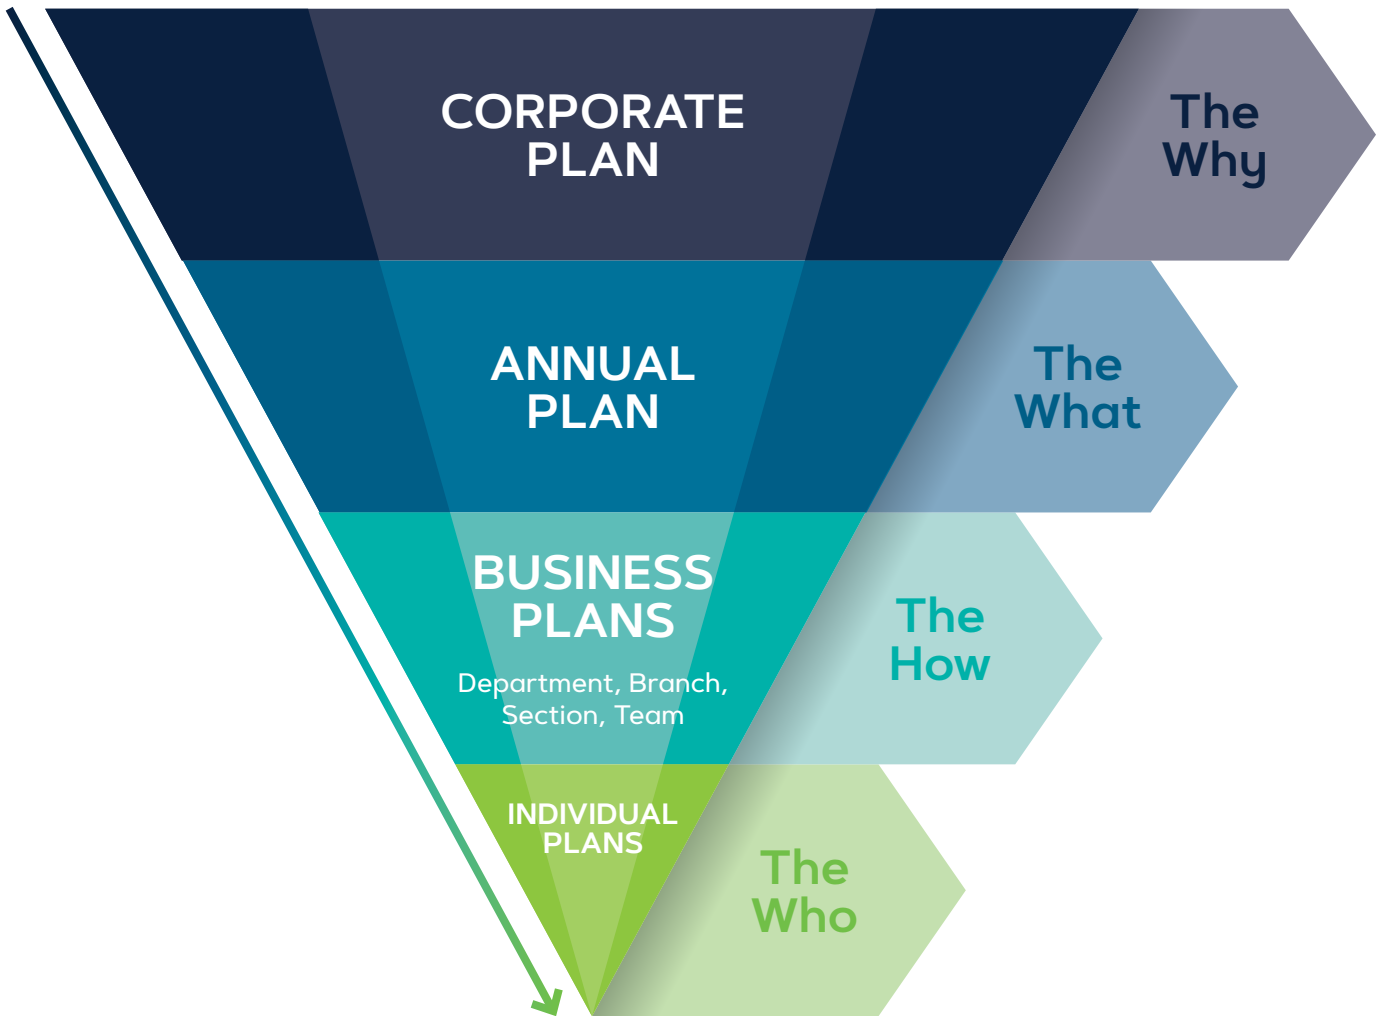 CORPORATE
PLAN
The
Why
ANNUAL
PLAN
The
What
BUSINESS
PLANS
Department, Branch,
Section, Team
The
How
INDIVIDUAL
PLANS
The
Who